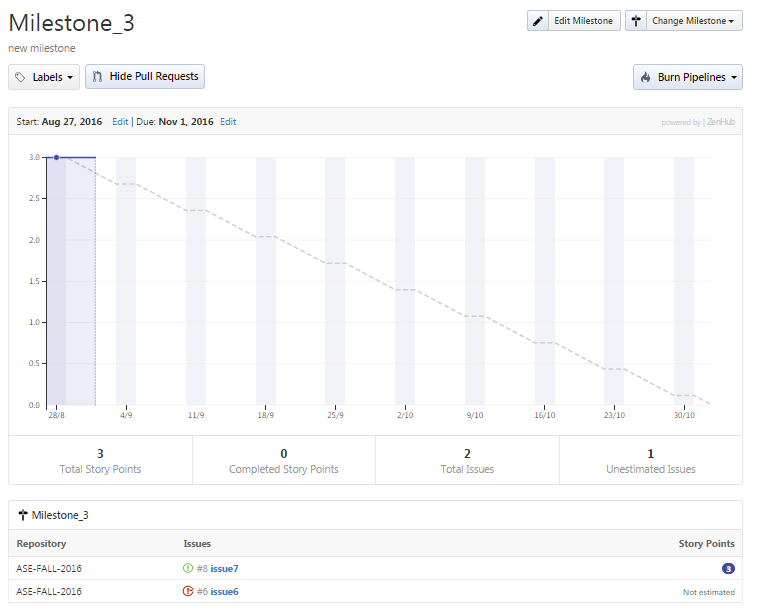 Milestone_3
Edit Milestone
Change Milestone
new milestone
Labels
Hide Pull Requests
Burn Pipelines
Start: Aug 27, 2016 Edit | Due: Nov 1, 2016 Edit
powered by | ZenHub
3.0
2.5
2.0
1.5
1.0
0.5
0.0
28/8 4/9 11/9 18/9 25/9 2/10 9/10 16/10 23/10 30/10
3 0 2 1
Total Story Points Completed Story Points Total Issues Unestimated Issues
Milestone_3
Repository Issues Story Points
ASE-FALL-2016 #8 issue7 3
ASE-FALL-2016 #6 issue6 Not estimated